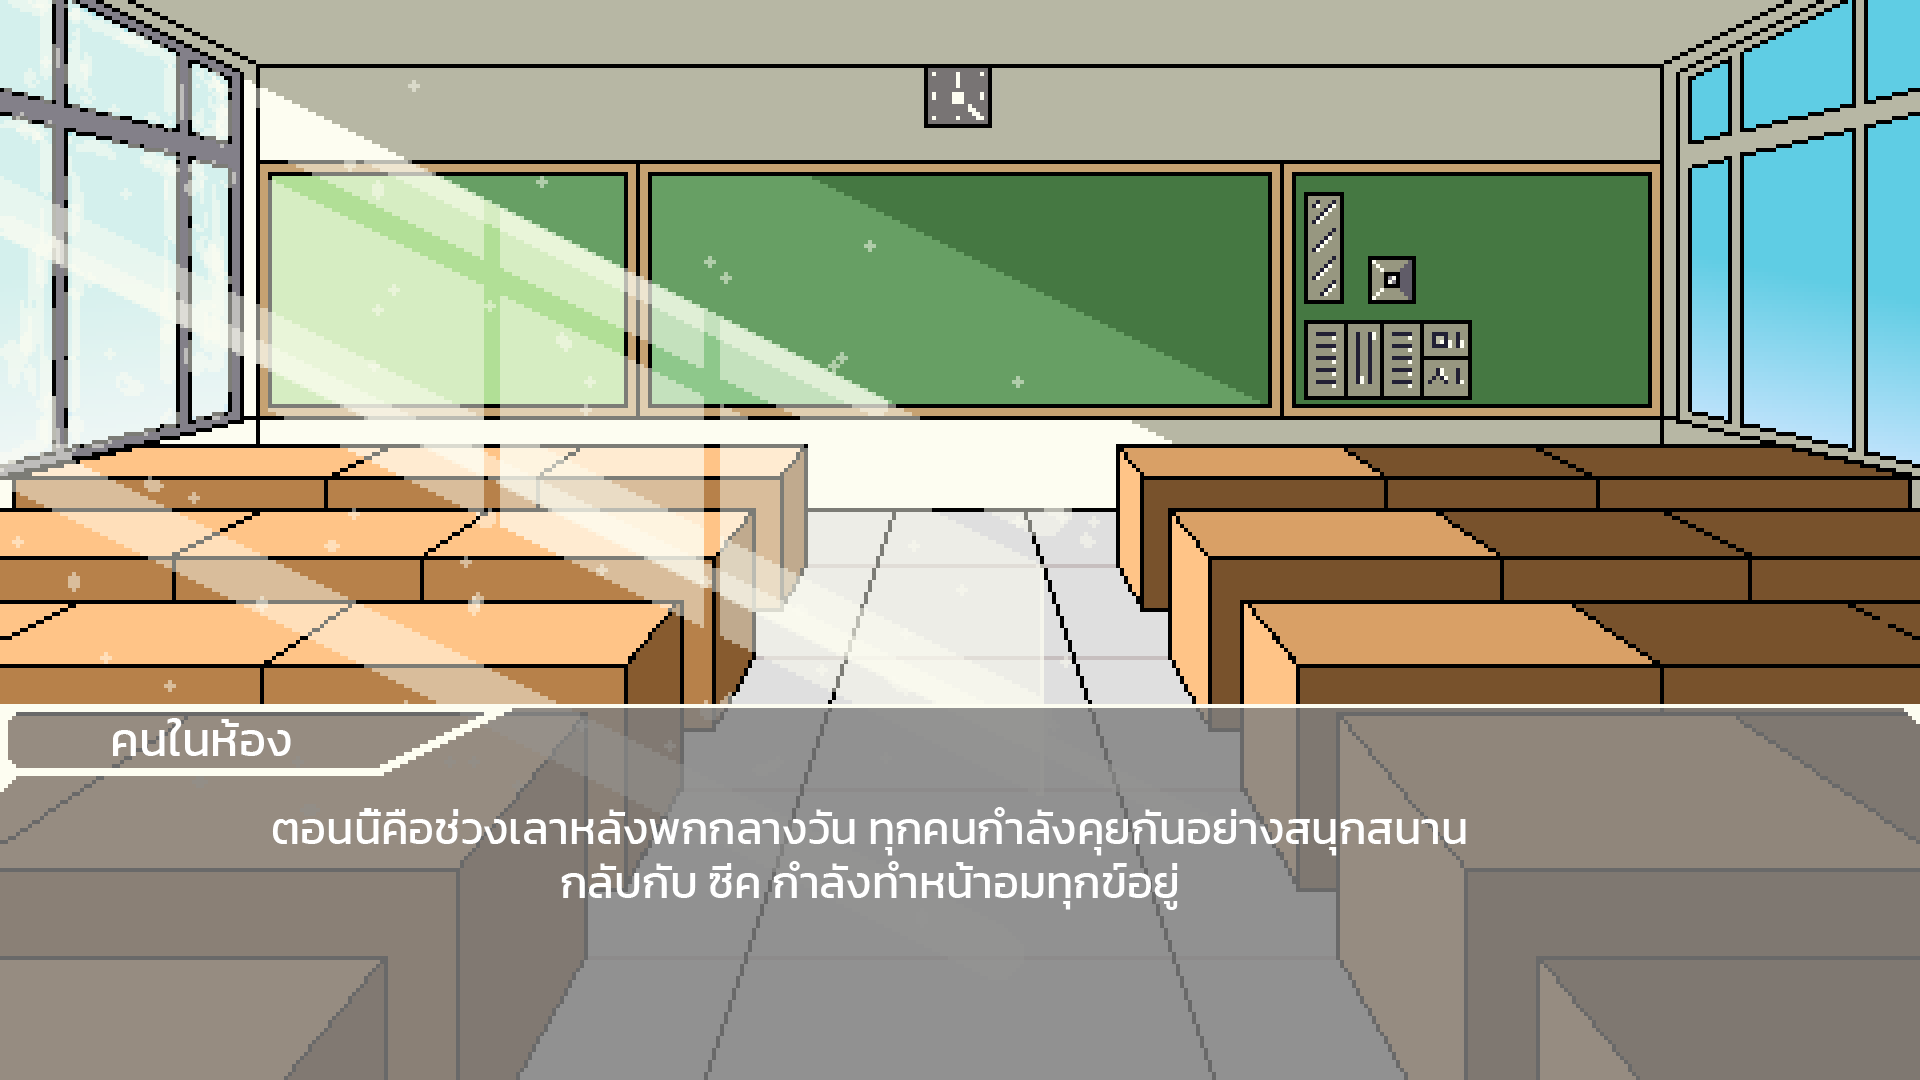 คนในห้อง
ตอนนี้คือช่วงเลาหลังพกกลางวัน ทุกคนกำลังคุยกันอย่างสนุกสนาน
กลับกับ ซีค กำลังทำหน้าอมทุกข์อยู่